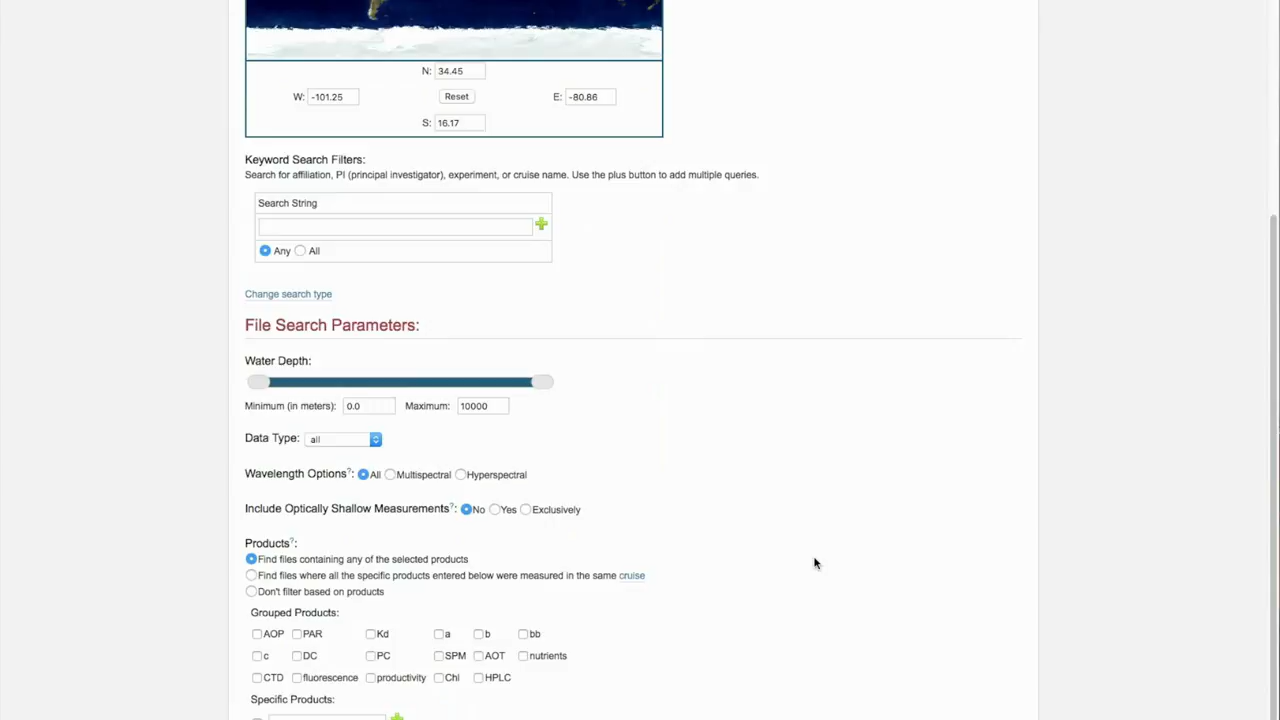 N: 34.45
W: -101.25 Reset E: -80.86
S: 16.17
Keyword Search Filters:
Search for affiliation, PI (principal investigator), experiment, or cruise name. Use the plus button to add multiple queries.
Search String
Any All
Change search type
File Search Parameters:
Water Depth:
Minimum (in meters): 0.0 Maximum: 10000
Data Type: all
Wavelength Options?: All Multispectral Hyperspectral
Include Optically Shallow Measurements?: No Yes Exclusively
Products?:
Find files containing any of the selected products
Find files where all the specific products entered below were measured in the same cruise
Don't filter based on products
Grouped Products:
AOP PAR Kd a b bb
c DC PC SPM AOT nutrients
CTD fluorescence productivity Chl HPLC
Specific Products: